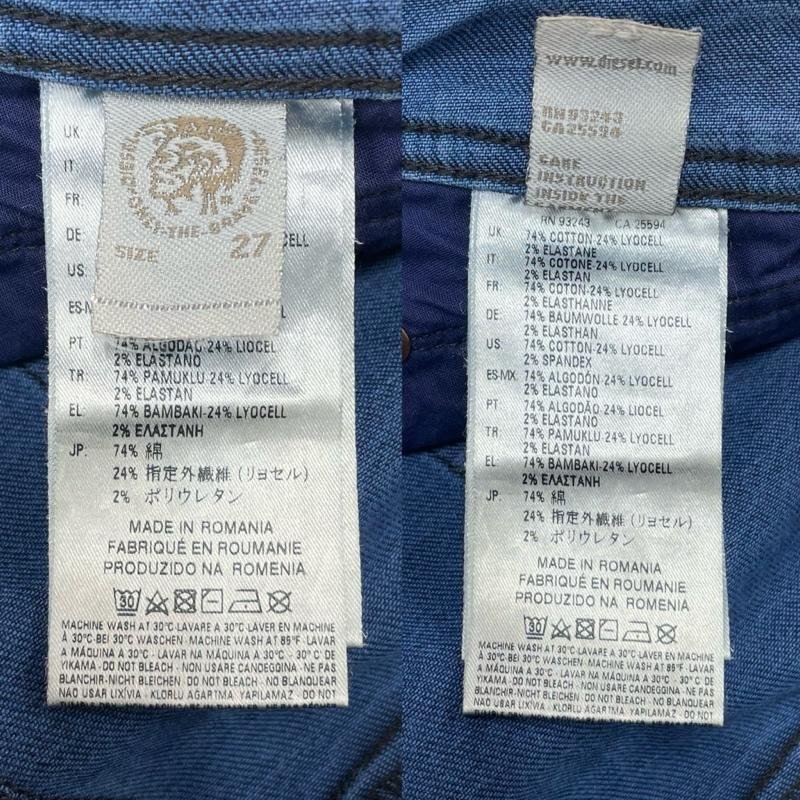 UK
DIESEL
ONLY-THE-BRAVE
SIZE 27
IT
FR:
DE: CELL
US:
ES-M
PT 74% ALGODÃO-24% LIOCEL
2% ELASTANO
TR: 74% PAMUKLU-24% LYOCELL
2% ELASTAN
EL: 74% BAMBAKI-24% LYOCELL
2% ΕΛΑΣΤΑΝΗ
JP: 74% 綿
24% 指定外繊維 (リヨセル)
2% ポリウレタン
MADE IN ROMANIA
FABRIQUÉ EN ROUMANIE
PRODUZIDO NA ROMENIA
30
MACHINE WASH AT 30°C-LAVARE A 30°C-LAVER EN MACHINE
À 30°C-BEI 30°C WASCHEN- MACHINE WASH AT 85°F-LAVAR
A MÁQUINA A 30°C - LAVAR NA MÁQUINA A 30°C - 30° C DE
YIKAMA - DO NOT BLEACH - NON USARE CANDEGGINA - NE PAS
BLANCHIR-NICHT BLEICHEN- DO NOT BLEACH-NO BLANQUEAR
NAO USAR LIXÍVIA- KLORLU AGARTMA YAPILAMAZ - DO NOT
www.diesel.com
RN 93243
CA 25594
CARE
INSTRUCTION
INSIDE THE
RN 93243 CA 25594
UK: 74% COTTON-24% LYOCELL
2% ELASTANE
IT: 74% COTONE-24% LYOCELL
2% ELASTAN
FR: 74% COTON-24% LYOCELL
2% ELASTHANNE
DE: 74% BAUMWOLLE-24% LYOCELL
2% ELASTHAN
US: 74% COTTON-24% LYOCELL
2% SPANDEX
ES-MX: 74% ALGODÓN-24% LYOCELL
2% ELASTANO
PT: 74% ALGODÃO-24% LIOCEL
2% ELASTANO
TR: 74% PAMUKLU-24% LYOCELL
2% ELASTAN
EL: 74% BAMBAKI-24% LYOCELL
2% ΕΛΑΣΤΑΝΗ
JP: 74% 綿
24% 指定外繊維 (リヨセル)
2% ポリウレタン
MADE IN ROMANIA
FABRIQUÉ EN ROUMANIE
PRODUZIDO NA ROMENIA
30
MACHINE WASH AT 30°C-LAVARE A 30°C-LAVER EN MACHINE
À 30°C-BEI 30°C WASCHEN- MACHINE WASH AT 85°F-LAVAR
A MÁQUINA A 30°C - LAVAR NA MÁQUINA A 30°C - 30° C DE
YIKAMA - DO NOT BLEACH - NON USARE CANDEGGINA - NE PAS
BLANCHIR-NICHT BLEICHEN- DO NOT BLEACH-NO BLANQUEAR
NAO USAR LIXÍVIA- KLORLU AGARTMA YAPILAMAZ - DO NOT